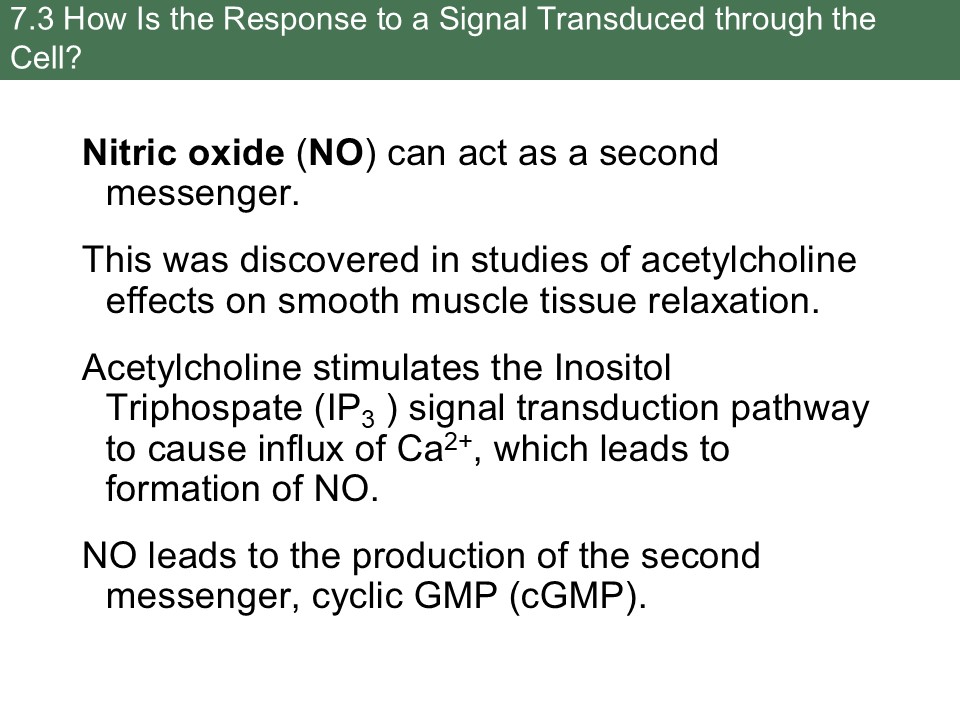 7.3 How Is the Response to a Signal Transduced through the
Cell?
Nitric oxide (NO) can act as a second
messenger.
This was discovered in studies of acetylcholine
effects on smooth muscle tissue relaxation.
Acetylcholine stimulates the Inositol
Triphospate (IP₃ ) signal transduction pathway
to cause influx of Ca²⁺, which leads to
formation of NO.
NO leads to the production of the second
messenger, cyclic GMP (cGMP).